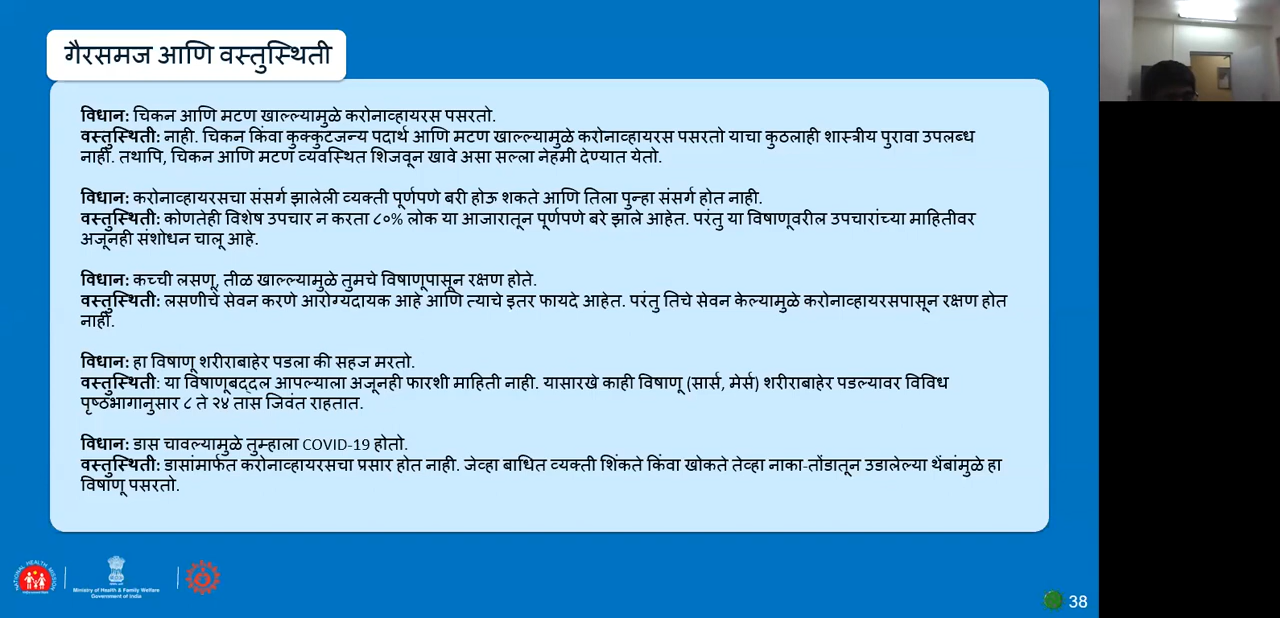 गैरसमज आणि वस्तुस्थिती
विधान: चिकन आणि मटण खाल्ल्यामुळे करोनाव्हायरस पसरतो.
वस्तुस्थिती: नाही. चिकन किंवा कुक्कुटजन्य पदार्थ आणि मटण खाल्ल्यामुळे करोनाव्हायरस पसरतो याचा कुठलाही शास्त्रीय पुरावा उपलब्ध
नाही. तथापि, चिकन आणि मटण व्यवस्थित शिजवून खावे असा सल्ला नेहमी देण्यात येतो.
विधान: करोनाव्हायरसचा संसर्ग झालेली व्यक्ती पूर्णपणे बरी होऊ शकते आणि तिला पुन्हा संसर्ग होत नाही.
वस्तुस्थिती: कोणतेही विशेष उपचार न करता ८०% लोक या आजारातून पूर्णपणे बरे झाले आहेत. परंतु या विषाणूवरील उपचारांच्या माहितीवर
अजूनही संशोधन चालू आहे.
विधान: कच्ची लसणू, तीळ खाल्ल्यामुळे तुमचे विषाणूपासून रक्षण होते.
वस्तुस्थिती: लसणीचे सेवन करणे आरोग्यदायक आहे आणि त्याचे इतर फायदे आहेत. परंतु तिचे सेवन केल्यामुळे करोनाव्हायरसपासून रक्षण होत
नाही.
विधान: हा विषाणू शरीराबाहेर पडला की सहज मरतो.
वस्तुस्थिती: या विषाणूबद्दल आपल्याला अजूनही फारशी माहिती नाही. यासारखे काही विषाणू (सार्स, मेर्स) शरीराबाहेर पडल्यावर विविध
पृष्ठभागानुसार ८ ते २४ तास जिवंत राहतात.
विधान: डास चावल्यामुळे तुम्हाला COVID-19 होतो.
वस्तुस्थिती: डासांमार्फत करोनाव्हायरसचा प्रसार होत नाही. जेव्हा बाधित व्यक्ती शिंकते किंवा खोकते तेव्हा नाका-तोंडातून उडालेल्या थेंबांमुळे हा
विषाणू पसरतो.
NATIONAL HEALTH MISSION
Ministry of Health & Family Welfare
Government of India
38